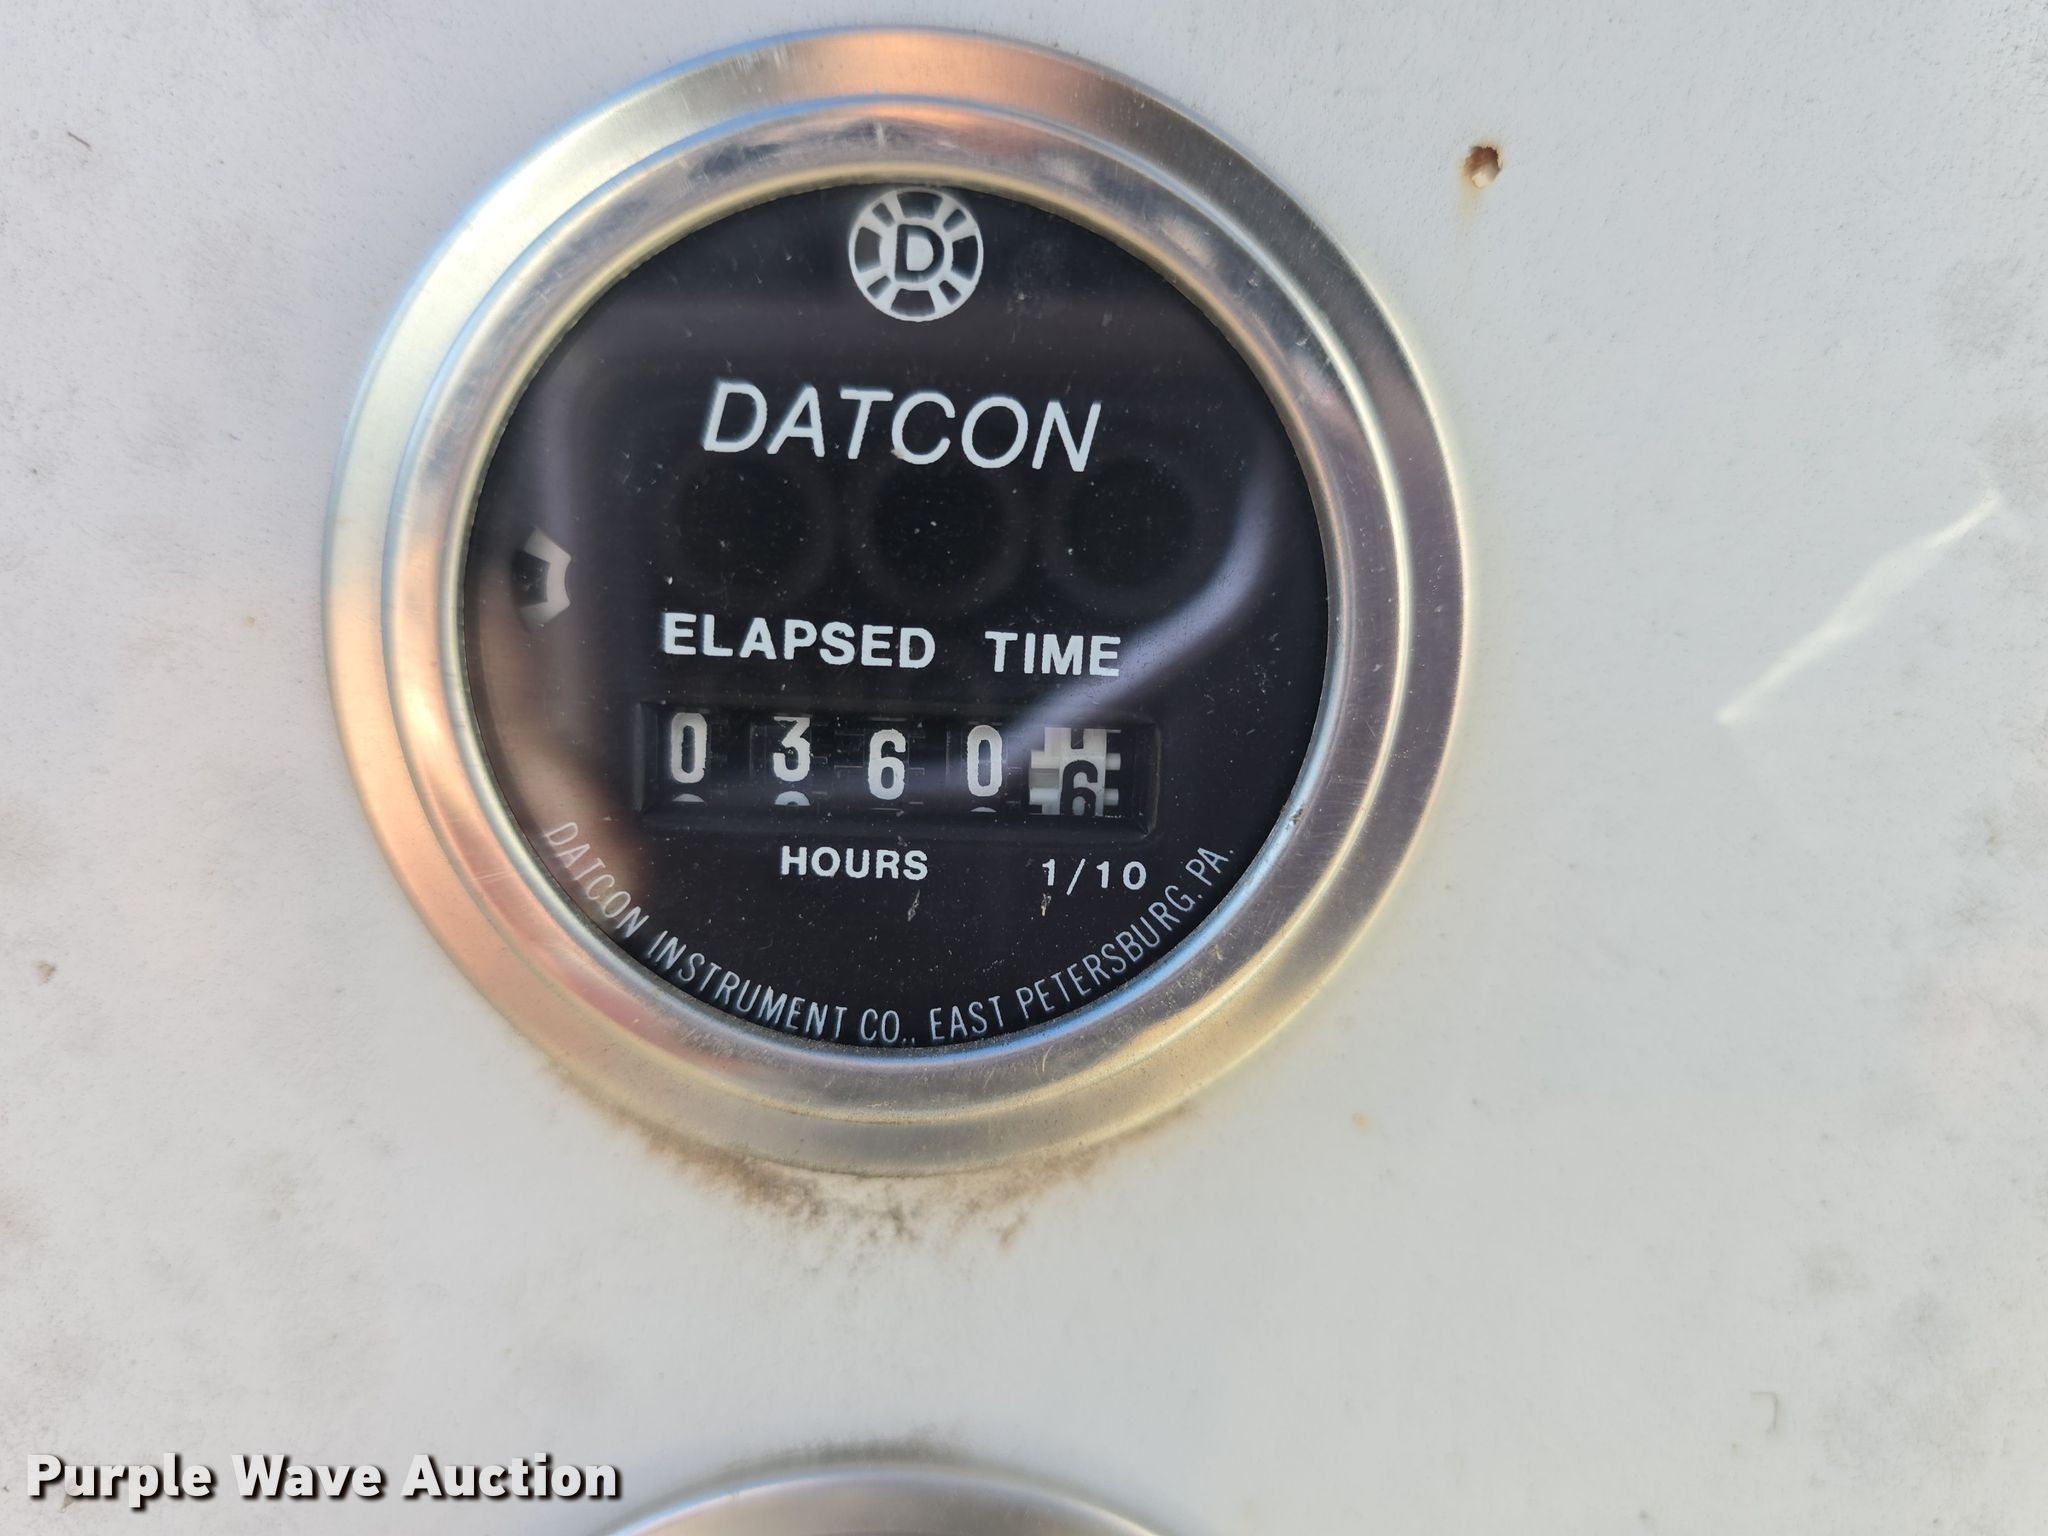 D
DATCON
ELAPSED TIME
0 3 6 0 6
HOURS 1/10
DATCON INSTRUMENT CO., EAST PETERSBURG, PA.
Purple Wave Auction